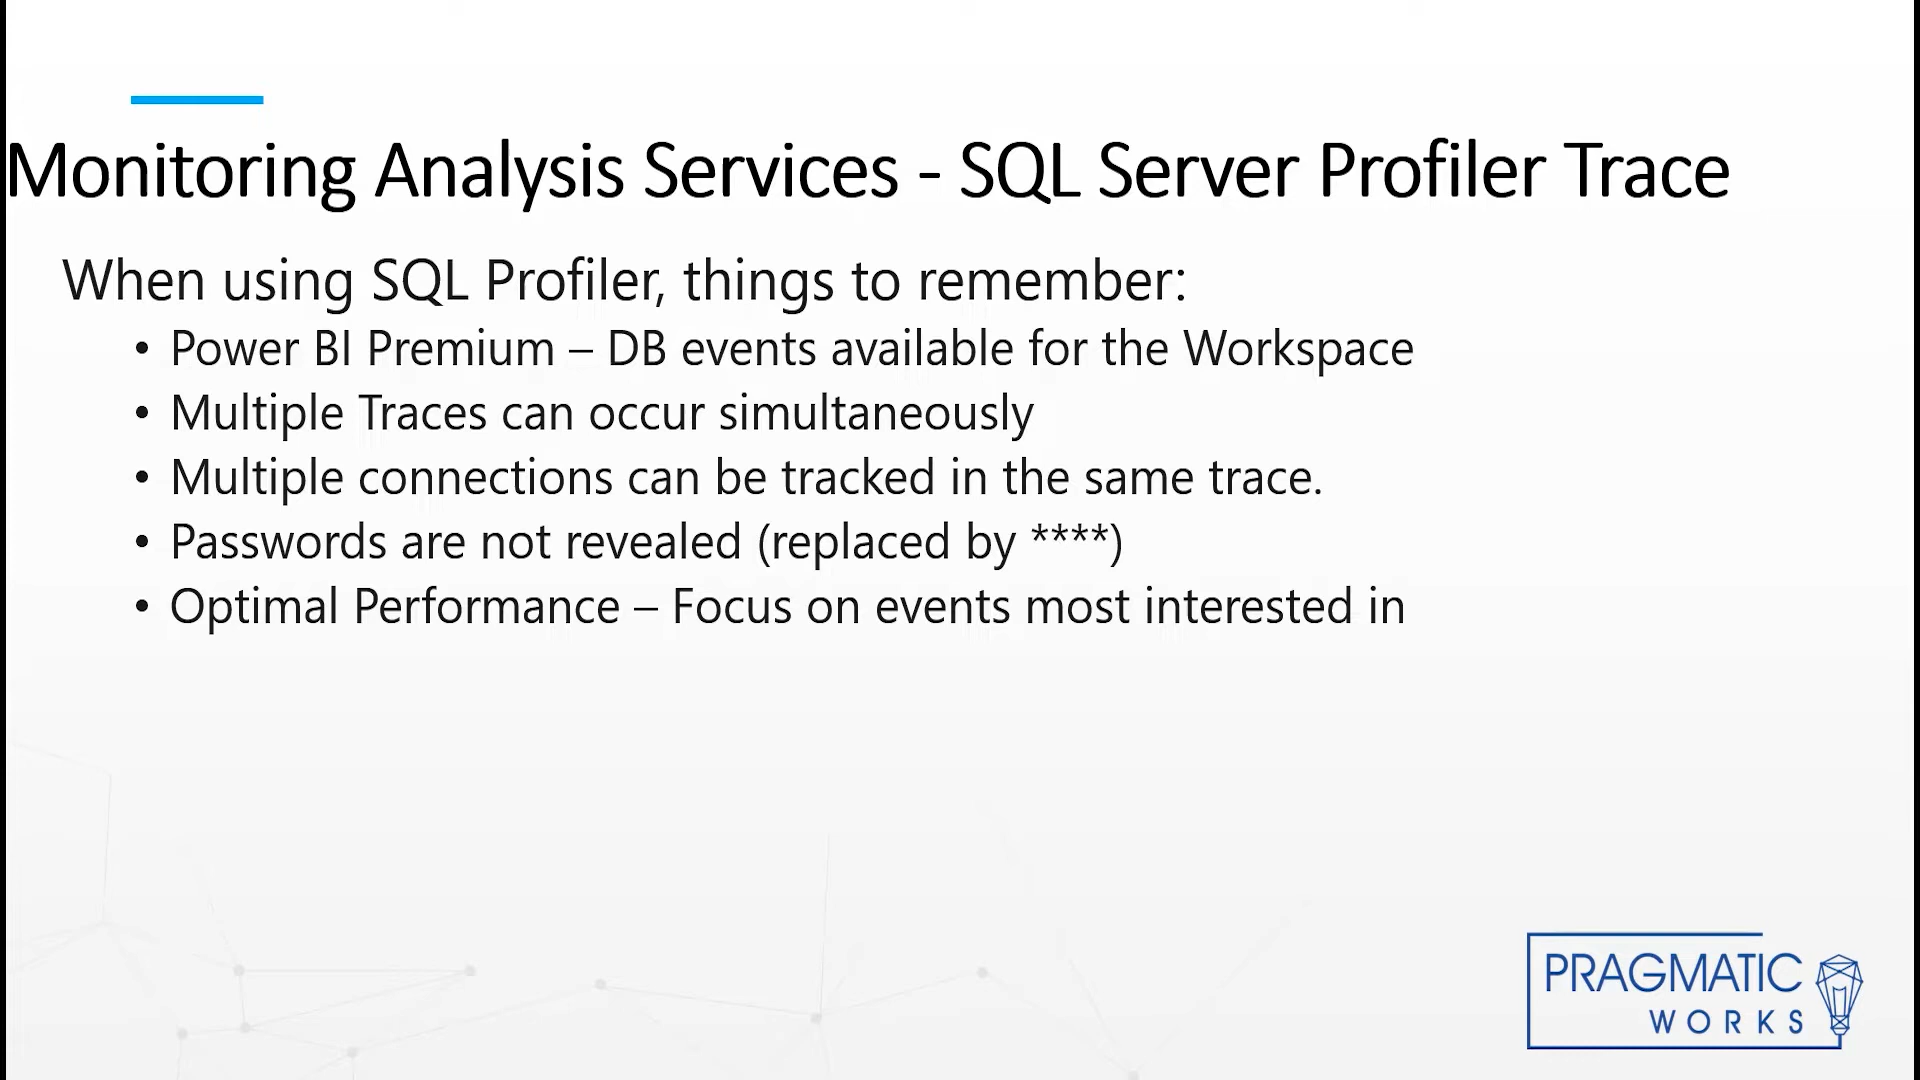 Monitoring Analysis Services - SQL Server Profiler Trace
When using SQL Profiler, things to remember:
• Power BI Premium – DB events available for the Workspace
• Multiple Traces can occur simultaneously
• Multiple connections can be tracked in the same trace.
• Passwords are not revealed (replaced by ****)
• Optimal Performance – Focus on events most interested in
PRAGMATIC
WORKS